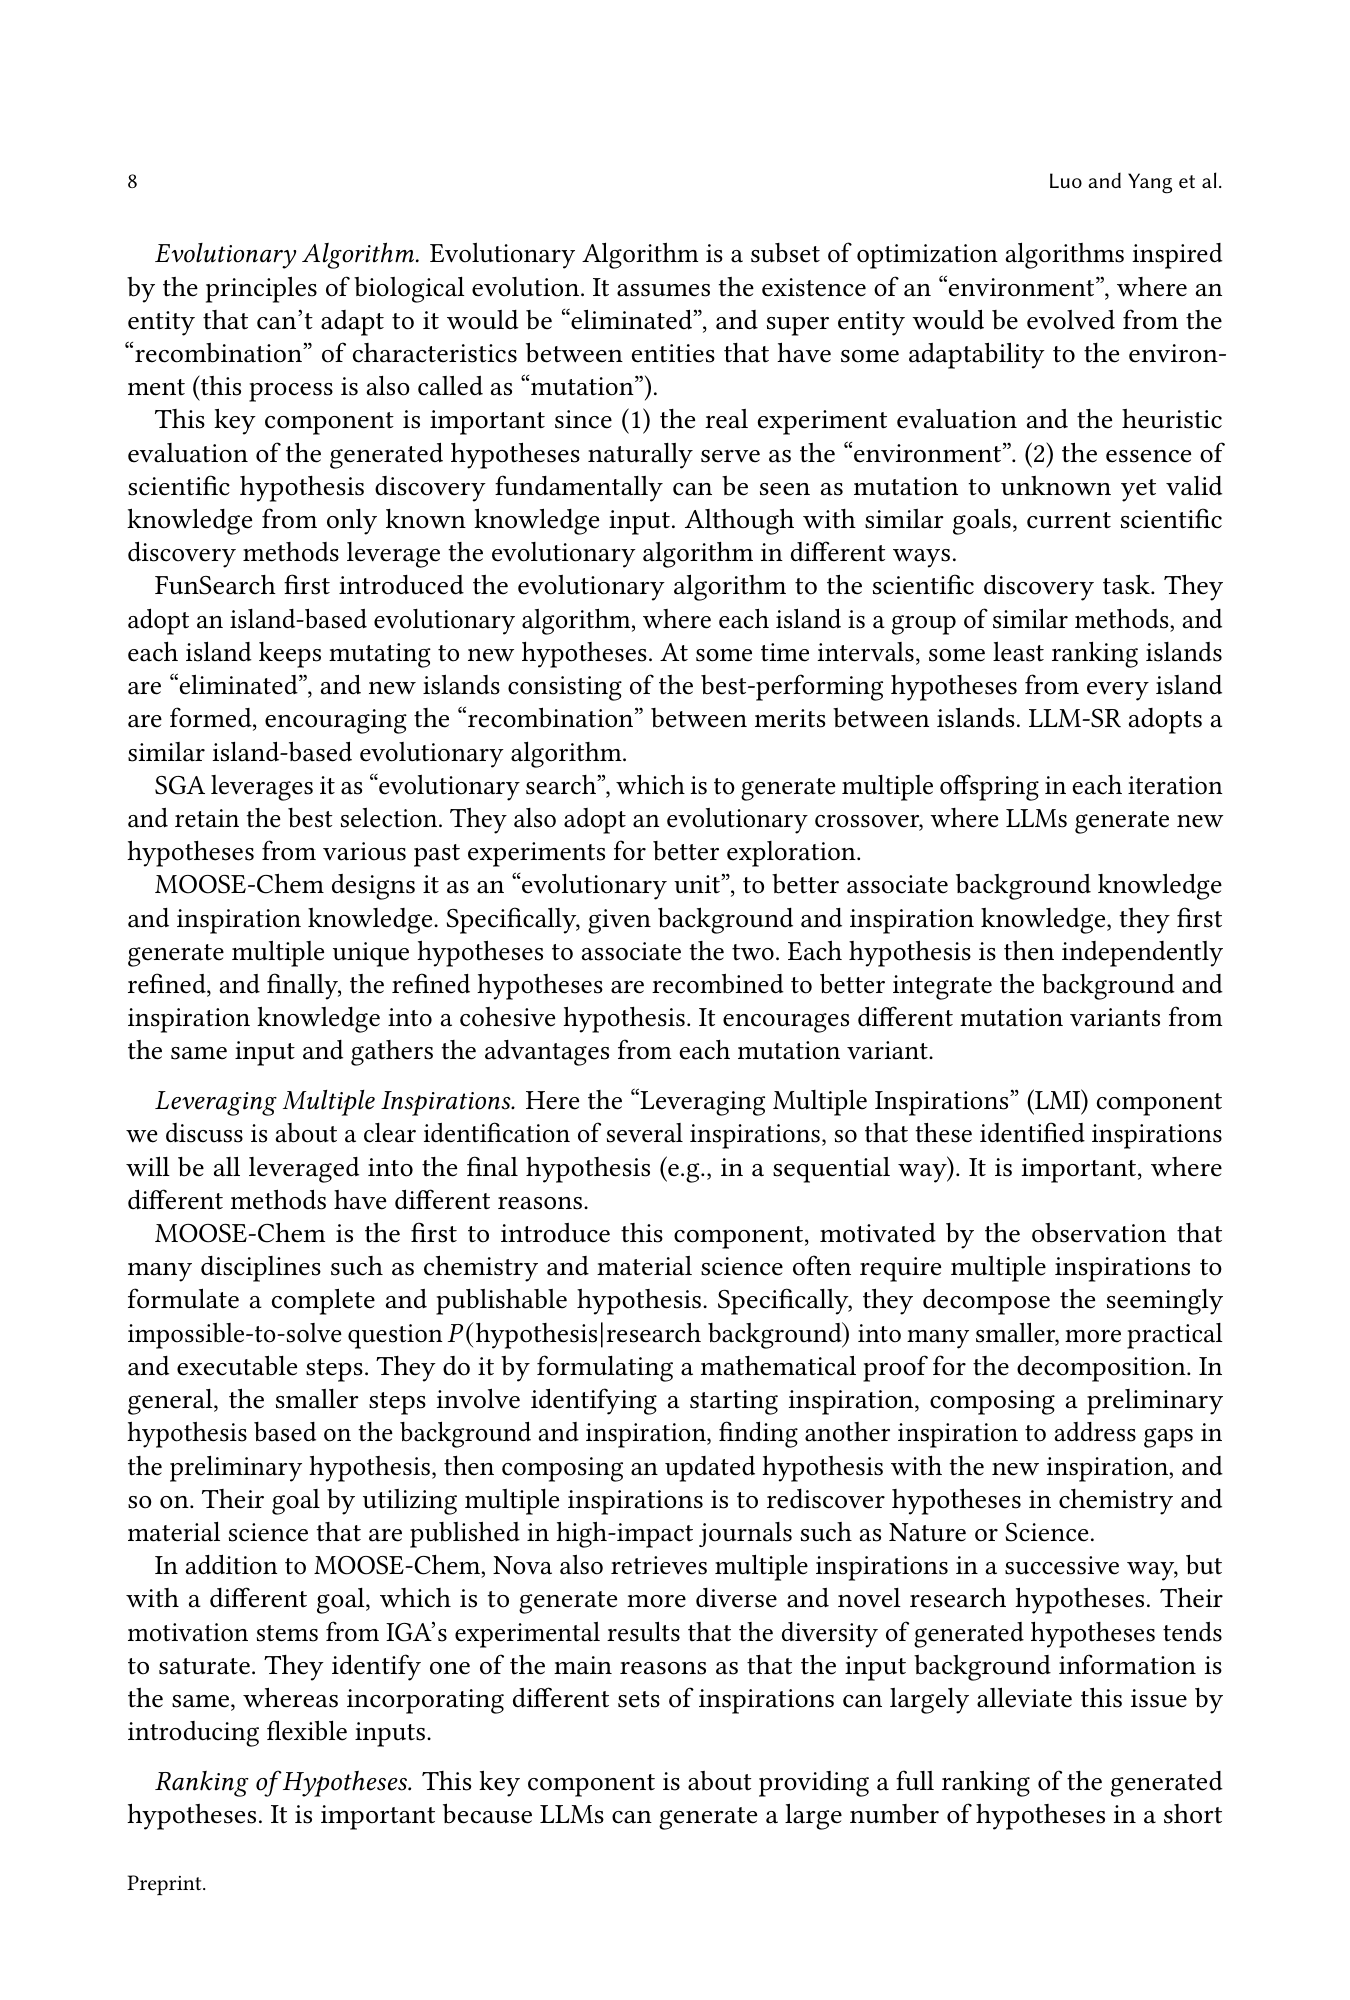 8
Luo and Yang et al.
Evolutionary Algorithm. Evolutionary Algorithm is a subset of optimization algorithms inspired
by the principles of biological evolution. It assumes the existence of an “environment”, where an
entity that can’t adapt to it would be “eliminated”, and super entity would be evolved from the
“recombination” of characteristics between entities that have some adaptability to the environ-
ment (this process is also called as “mutation”).
This key component is important since (1) the real experiment evaluation and the heuristic
evaluation of the generated hypotheses naturally serve as the “environment”. (2) the essence of
scientific hypothesis discovery fundamentally can be seen as mutation to unknown yet valid
knowledge from only known knowledge input. Although with similar goals, current scientific
discovery methods leverage the evolutionary algorithm in different ways.
FunSearch first introduced the evolutionary algorithm to the scientific discovery task. They
adopt an island-based evolutionary algorithm, where each island is a group of similar methods, and
each island keeps mutating to new hypotheses. At some time intervals, some least ranking islands
are “eliminated”, and new islands consisting of the best-performing hypotheses from every island
are formed, encouraging the “recombination” between merits between islands. LLM-SR adopts a
similar island-based evolutionary algorithm.
SGA leverages it as “evolutionary search”, which is to generate multiple offspring in each iteration
and retain the best selection. They also adopt an evolutionary crossover, where LLMs generate new
hypotheses from various past experiments for better exploration.
MOOSE-Chem designs it as an “evolutionary unit”, to better associate background knowledge
and inspiration knowledge. Specifically, given background and inspiration knowledge, they first
generate multiple unique hypotheses to associate the two. Each hypothesis is then independently
refined, and finally, the refined hypotheses are recombined to better integrate the background and
inspiration knowledge into a cohesive hypothesis. It encourages different mutation variants from
the same input and gathers the advantages from each mutation variant.
Leveraging Multiple Inspirations. Here the “Leveraging Multiple Inspirations” (LMI) component
we discuss is about a clear identification of several inspirations, so that these identified inspirations
will be all leveraged into the final hypothesis (e.g., in a sequential way). It is important, where
different methods have different reasons.
MOOSE-Chem is the first to introduce this component, motivated by the observation that
many disciplines such as chemistry and material science often require multiple inspirations to
formulate a complete and publishable hypothesis. Specifically, they decompose the seemingly
impossible-to-solve question P(hypothesis|research background) into many smaller, more practical
and executable steps. They do it by formulating a mathematical proof for the decomposition. In
general, the smaller steps involve identifying a starting inspiration, composing a preliminary
hypothesis based on the background and inspiration, finding another inspiration to address gaps in
the preliminary hypothesis, then composing an updated hypothesis with the new inspiration, and
so on. Their goal by utilizing multiple inspirations is to rediscover hypotheses in chemistry and
material science that are published in high-impact journals such as Nature or Science.
In addition to MOOSE-Chem, Nova also retrieves multiple inspirations in a successive way, but
with a different goal, which is to generate more diverse and novel research hypotheses. Their
motivation stems from IGA’s experimental results that the diversity of generated hypotheses tends
to saturate. They identify one of the main reasons as that the input background information is
the same, whereas incorporating different sets of inspirations can largely alleviate this issue by
introducing flexible inputs.
Ranking of Hypotheses. This key component is about providing a full ranking of the generated
hypotheses. It is important because LLMs can generate a large number of hypotheses in a short
Preprint.